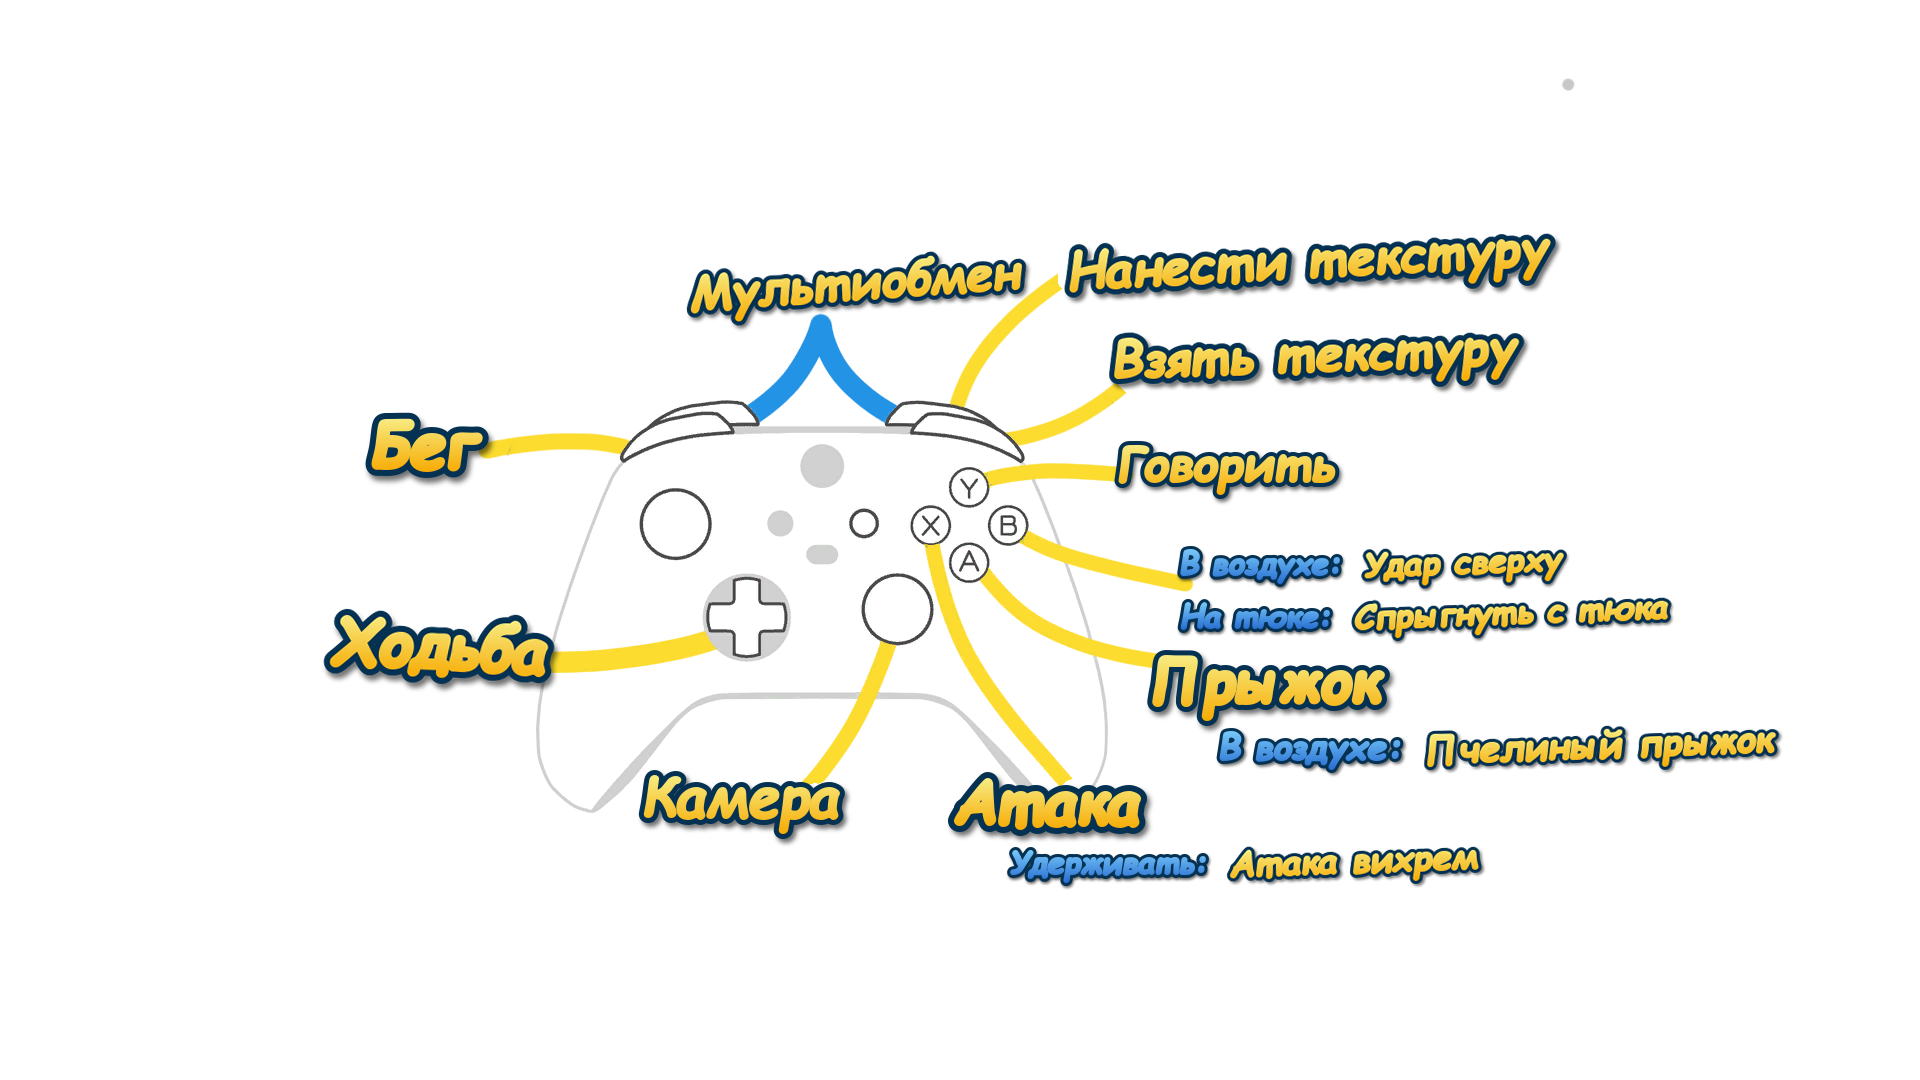 Мультиобмен
Нанести текстуру
Взять текстуру
Бег
Говорить
Y
X
B
A
В воздухе: Удар сверху
На тюке: Спрыгнуть с тюка
Ходьба
Прыжок
В воздухе: Пчелиный прыжок
Камера
Атака
Удерживать: Атака вихрем